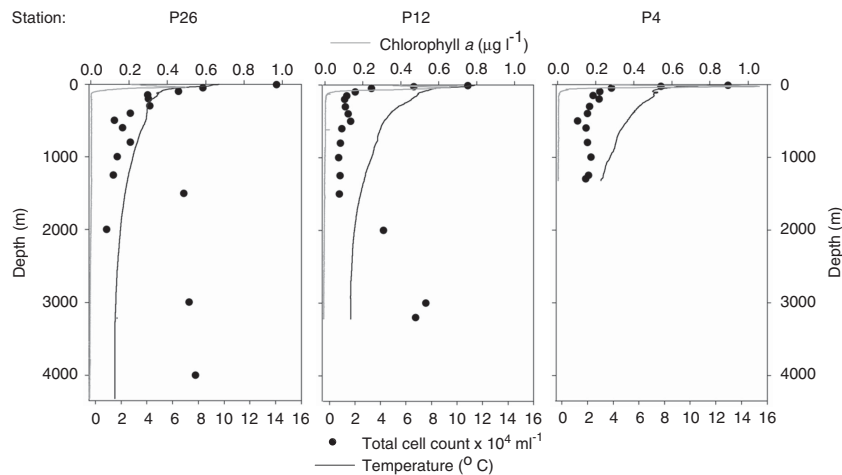 Station: P26 P12 P4
Chlorophyll a (µg l-1)
0.0 0.2 0.4 0.6 0.8 1.0 0.0 0.2 0.4 0.6 0.8 1.0 0.0 0.2 0.4 0.6 0.8 1.0
0 0
1000 1000
2000 2000
Depth (m) Depth (m)
3000 3000
4000 4000
0 2 4 6 8 10 12 14 0 2 4 6 8 10 12 14 0 2 4 6 8 10 12 14 16
Total cell count x 10⁴ ml-1
Temperature (o C)